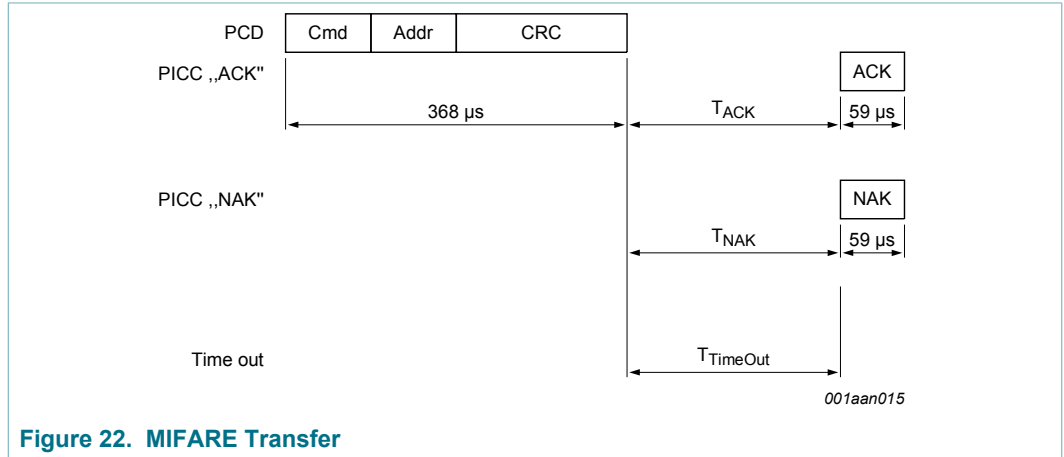 PCD Cmd Addr CRC
PICC ,,ACK" ACK
368 µs TACK 59 µs
PICC ,,NAK" NAK
TNAK 59 µs
Time out TTimeOut
001aan015
Figure 22. MIFARE Transfer